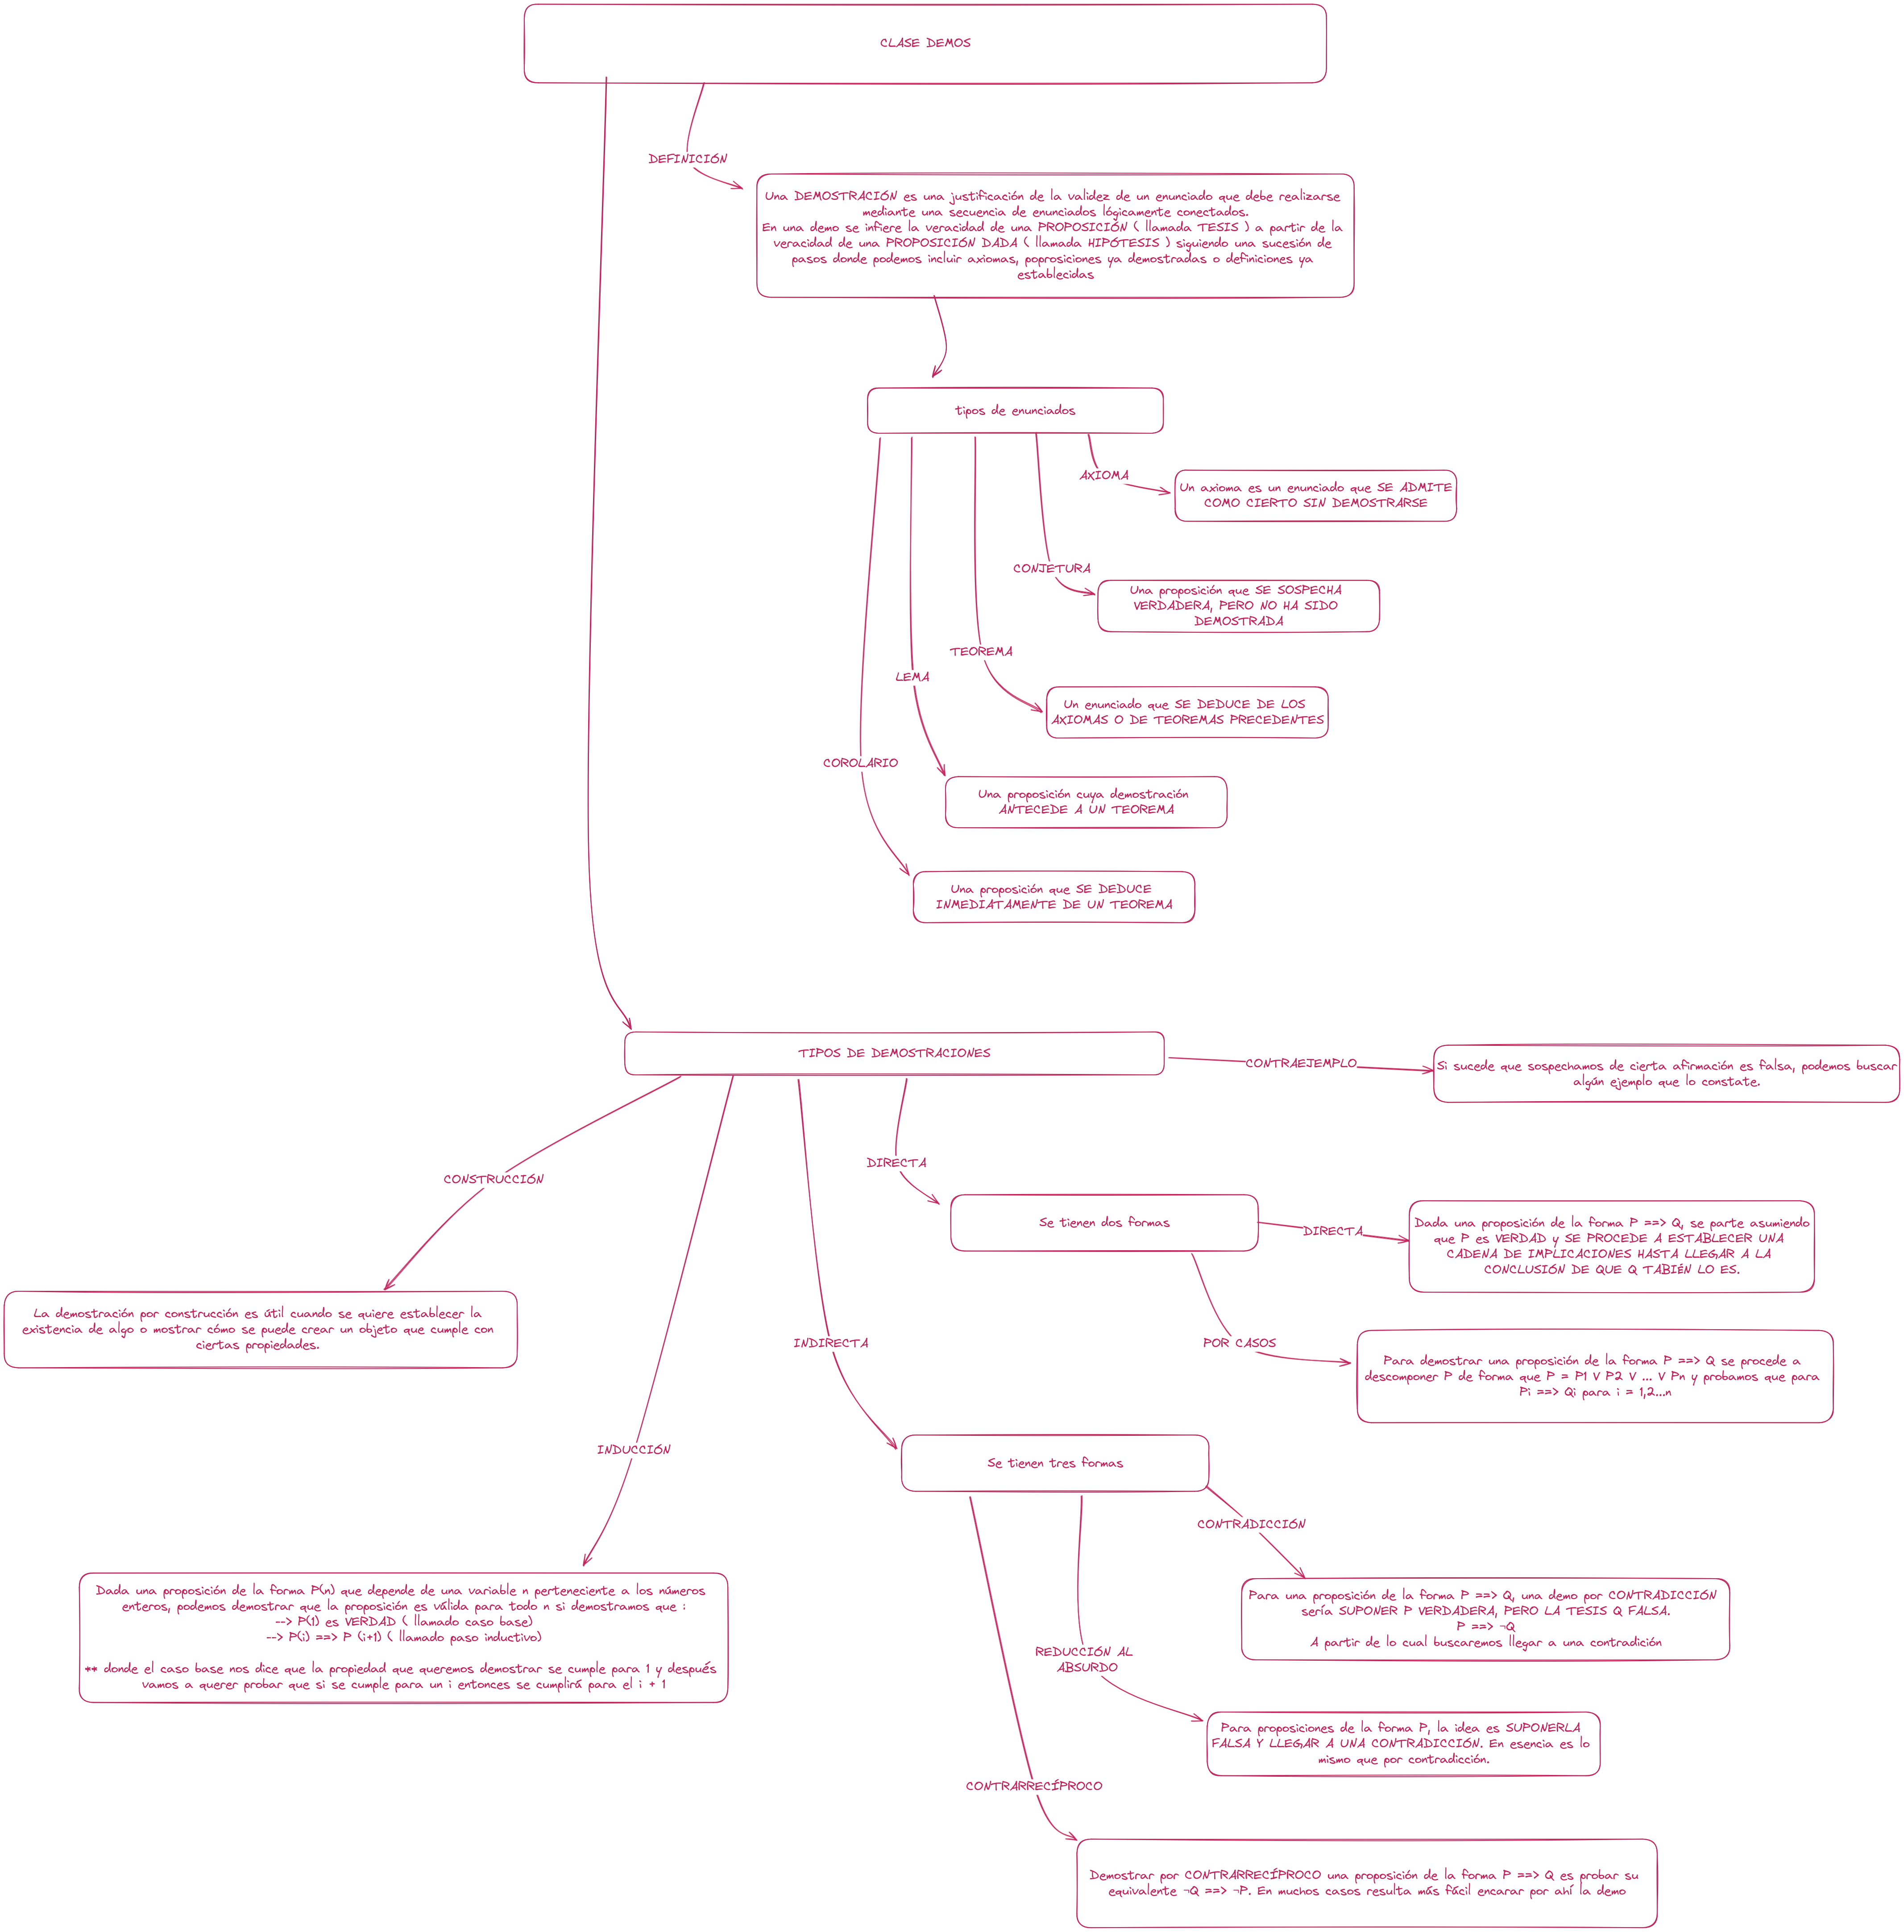 CLASE DEMOS
DEFINICIÓN
Una DEMOSTRACIÓN es una justificación de la validez de un enunciado que debe realizarse
mediante una secuencia de enunciados lógicamente conectados.
En una demo se infiere la veracidad de una PROPOSICIÓN ( llamada TESIS ) a partir de la
veracidad de una PROPOSICIÓN DADA ( llamada HIPÓTESIS ) siguiendo una sucesión de
pasos donde podemos incluir axiomas, poprosiciones ya demostradas o definiciones ya
establecidas
tipos de enunciados
AXIOMA
Un axioma es un enunciado que SE ADMITE
COMO CIERTO SIN DEMOSTRARSE
CONJETURA
Una proposición que SE SOSPECHA
VERDADERA, PERO NO HA SIDO
DEMOSTRADA
TEOREMA
Un enunciado que SE DEDUCE DE LOS
AXIOMAS O DE TEOREMAS PRECEDENTES
LEMA
Una proposición cuya demostración
ANTECEDE A UN TEOREMA
COROLARIO
Una proposición que SE DEDUCE
INMEDIATAMENTE DE UN TEOREMA
TIPOS DE DEMOSTRACIONES
CONTRAEJEMPLO
Si sucede que sospechamos de cierta afirmación es falsa, podemos buscar
algún ejemplo que lo constate.
DIRECTA
Se tienen dos formas
DIRECTA
Dada una proposición de la forma P ==> Q, se parte asumiendo
que P es VERDAD y SE PROCEDE A ESTABLECER UNA
CADENA DE IMPLICACIONES HASTA LLEGAR A LA
CONCLUSIÓN DE QUE Q TABIÉN LO ES.
POR CASOS
Para demostrar una proposición de la forma P ==> Q se procede a
descomponer P de forma que P = P1 V P2 V ... V Pn y probamos que para
Pi ==> Qi para i = 1,2...n
CONSTRUCCIÓN
La demostración por construcción es útil cuando se quiere establecer la
existencia de algo o mostrar cómo se puede crear un objeto que cumple con
ciertas propiedades.
INDIRECTA
Se tienen tres formas
CONTRADICCIÓN
Para una proposición de la forma P ==> Q, una demo por CONTRADICCIÓN
sería SUPONER P VERDADERA, PERO LA TESIS Q FALSA.
P ==> ¬Q
A partir de lo cual buscaremos llegar a una contradición
REDUCCIÓN AL
ABSURDO
Para proposiciones de la forma P, la idea es SUPONERLA
FALSA Y LLEGAR A UNA CONTRADICCIÓN. En esencia es lo
mismo que por contradicción.
CONTRARRECÍPROCO
Demostrar por CONTRARRECÍPROCO una proposición de la forma P ==> Q es probar su
equivalente ¬Q ==> ¬P. En muchos casos resulta más fácil encarar por ahí la demo
INDUCCIÓN
Dada una proposición de la forma P(n) que depende de una variable n perteneciente a los números
enteros, podemos demostrar que la proposición es válida para todo n si demostramos que :
--> P(1) es VERDAD ( llamado caso base)
--> P(i) ==> P (i+1) ( llamado paso inductivo)
** donde el caso base nos dice que la propiedad que queremos demostrar se cumple para 1 y después
vamos a querer probar que si se cumple para un i entonces se cumplirá para el i + 1